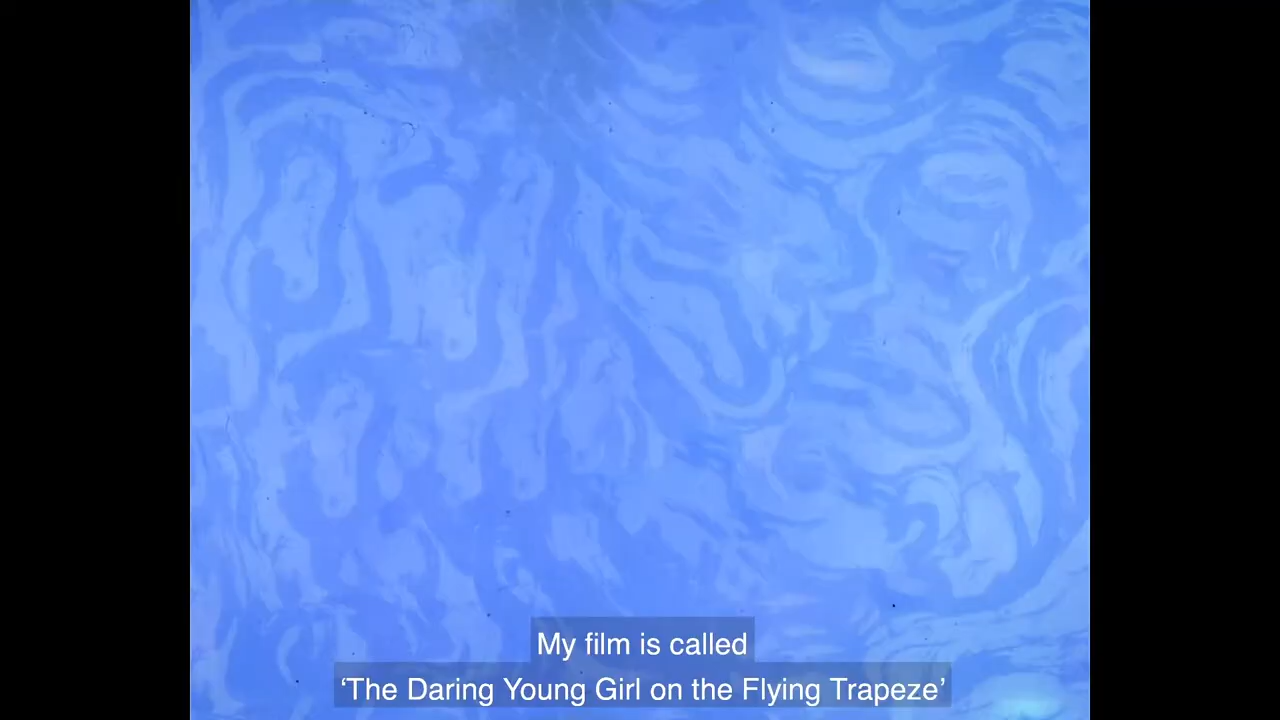 My film is called
‘The Daring Young Girl on the Flying Trapeze’